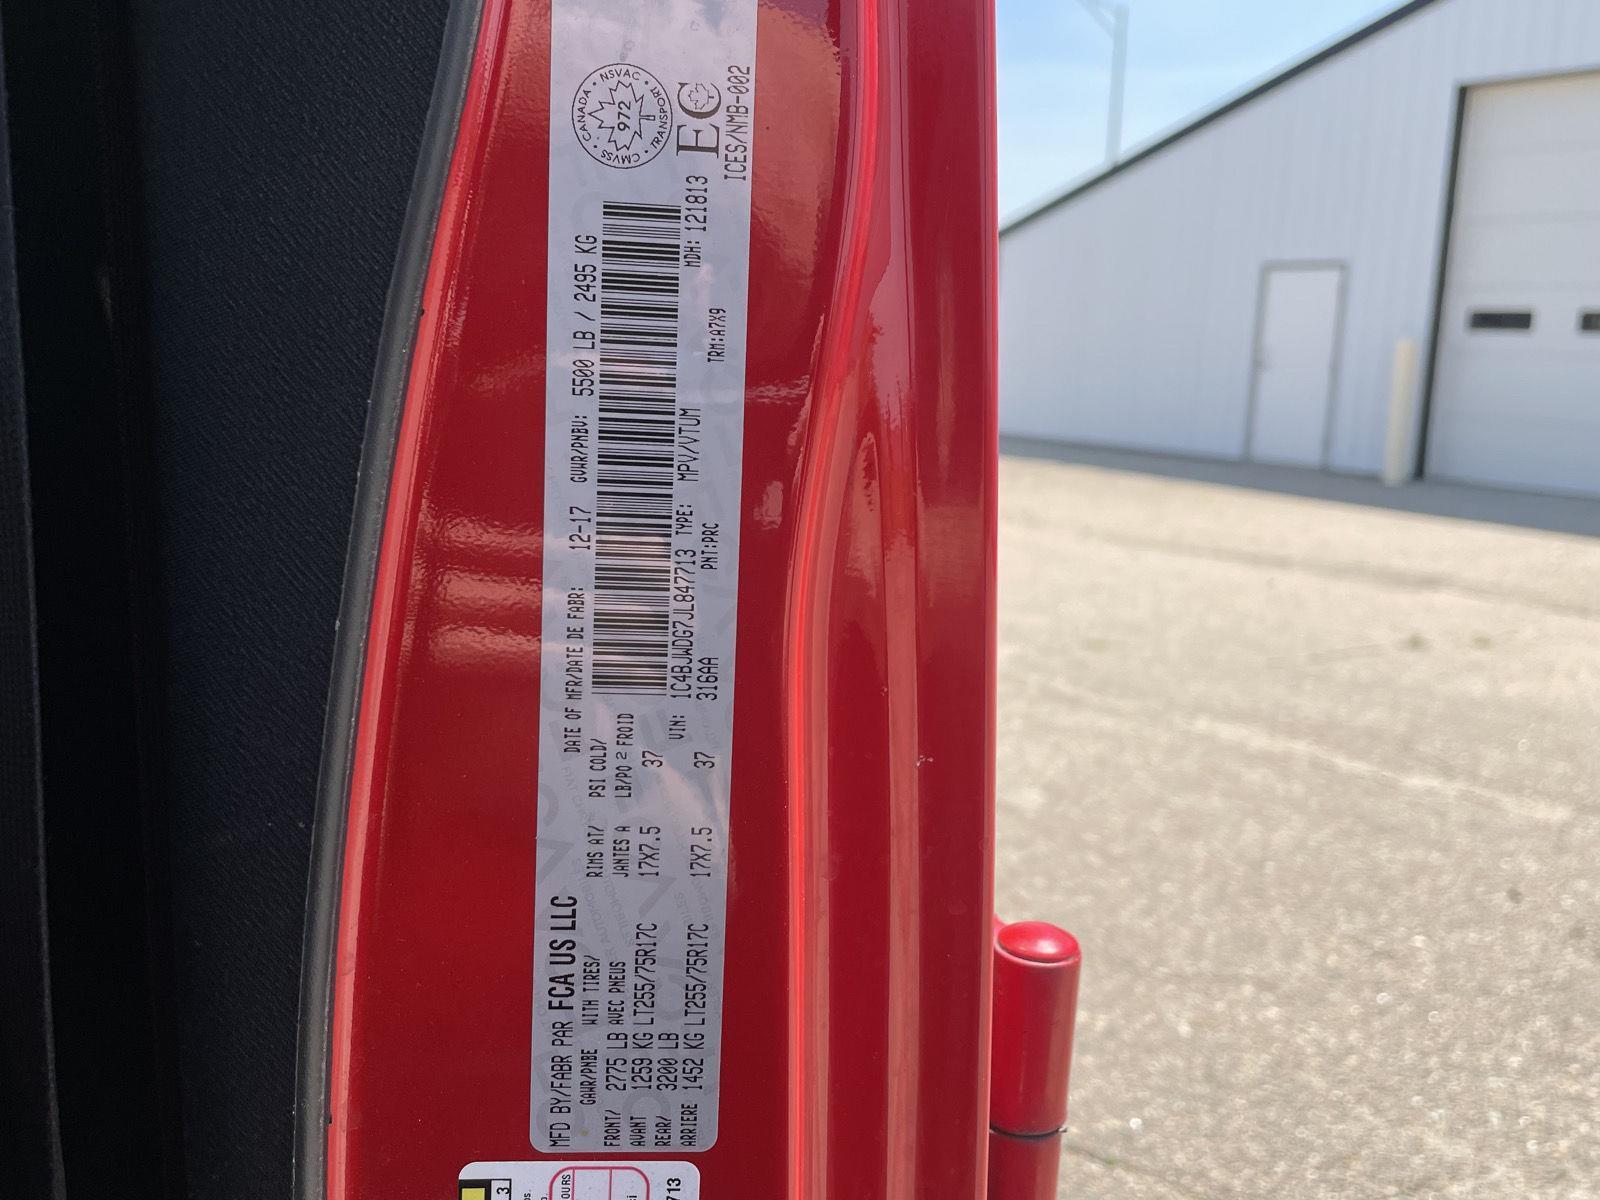 MFD BY/FABR PAR FCA US LLC
DATE OF MFR/DATE DE FABR: 12-17 GVWR/PNBV: 5500 LB / 2495 KG
GAWR/PNBE WITH TIRES/ RIMS AT/ PSI COLD/
AVEC PNEUS JANTES A LB/PO 2 FROID
FRONT/ 2775 LB
AVANT 1259 KG LT255/75R17C 17X7.5 37
REAR/ 3200 LB
ARRIERE 1452 KG LT255/75R17C 17X7.5 37
VIN: 1C4BJWDG7JL847713 TYPE: MPV/VTUM MDH: 121813
316AA PNT:PRC TRM:A7X9
CANADA • NSVAC • TRANSPORT • CMVSS •
972
EC
ICES/NMB-002
3
OURS
713